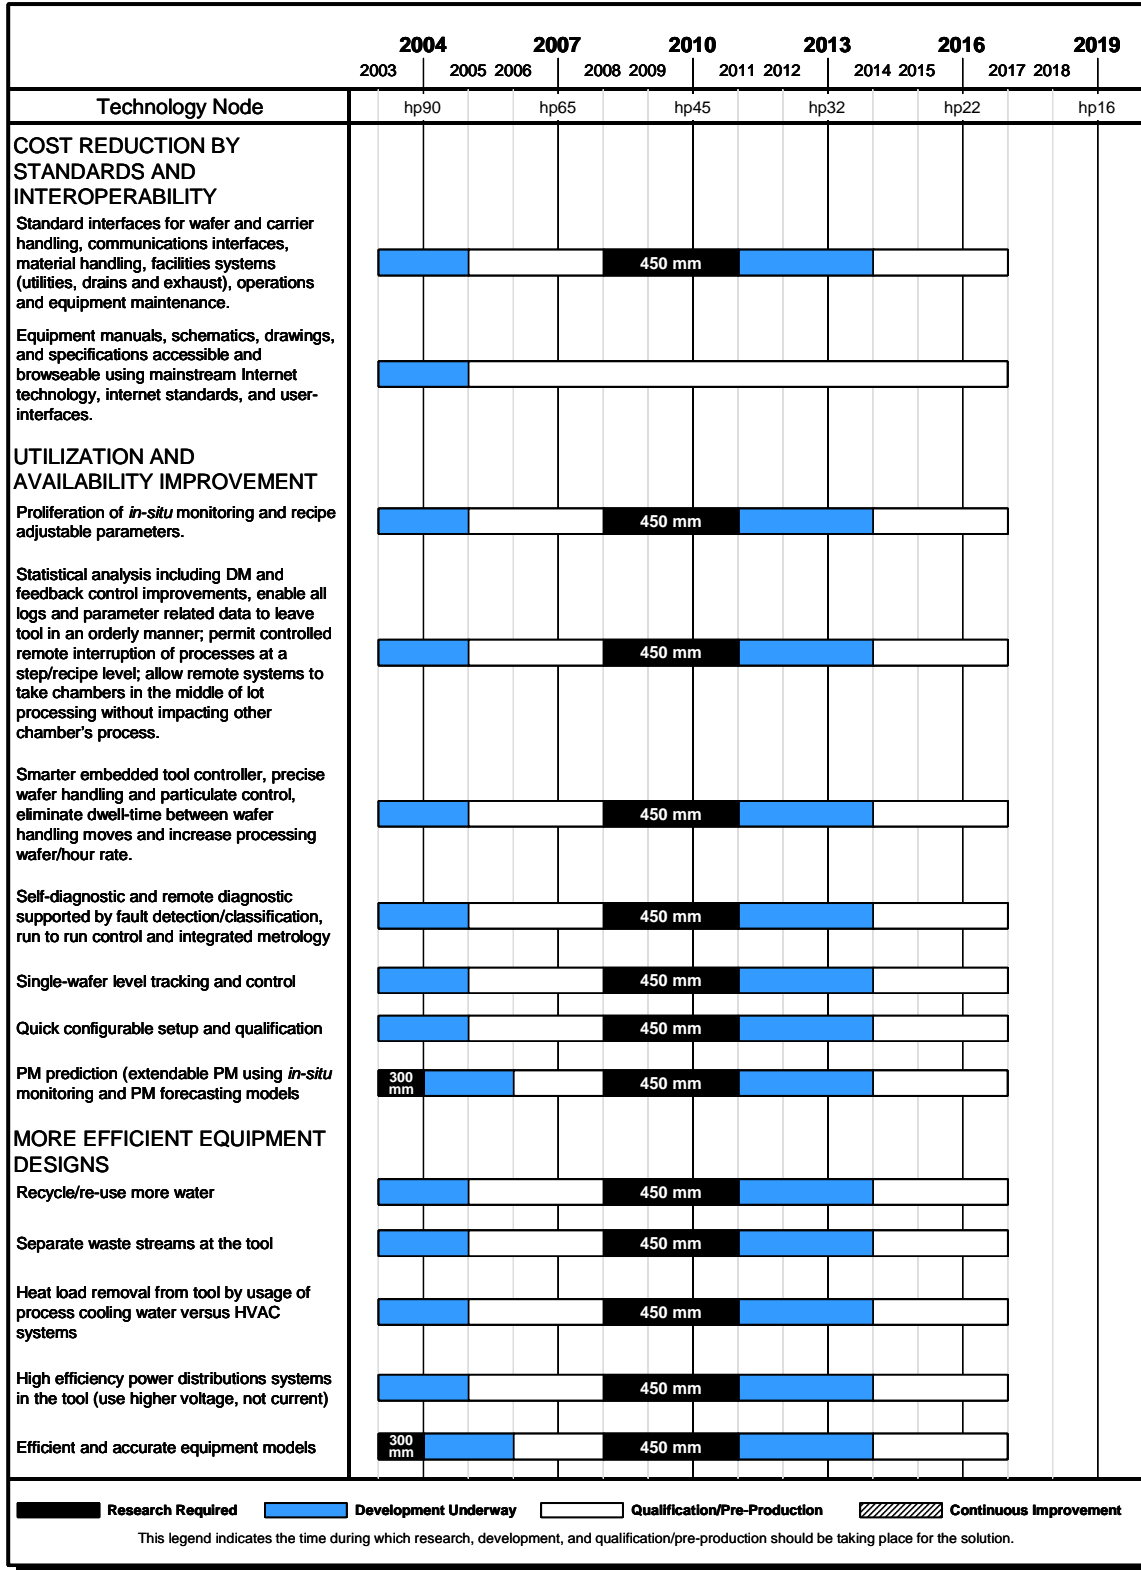 2004 2007 2010 2013 2016 2019
2003 2005 2006 2008 2009 2011 2012 2014 2015 2017 2018
Technology Node hp90 hp65 hp45 hp32 hp22 hp16
COST REDUCTION BY
STANDARDS AND
INTEROPERABILITY
Standard interfaces for wafer and carrier
handling, communications interfaces,
material handling, facilities systems
(utilities, drains and exhaust), operations
and equipment maintenance.
450 mm
Equipment manuals, schematics, drawings,
and specifications accessible and
browseable using mainstream Internet
technology, internet standards, and user-
interfaces.
UTILIZATION AND
AVAILABILITY IMPROVEMENT
Proliferation of in-situ monitoring and recipe
adjustable parameters.
450 mm
Statistical analysis including DM and
feedback control improvements, enable all
logs and parameter related data to leave
tool in an orderly manner; permit controlled
remote interruption of processes at a
step/recipe level; allow remote systems to
take chambers in the middle of lot
processing without impacting other
chamber's process.
450 mm
Smarter embedded tool controller, precise
wafer handling and particulate control,
eliminate dwell-time between wafer
handling moves and increase processing
wafer/hour rate.
450 mm
Self-diagnostic and remote diagnostic
supported by fault detection/classification,
run to run control and integrated metrology
450 mm
Single-wafer level tracking and control
450 mm
Quick configurable setup and qualification
450 mm
PM prediction (extendable PM using in-situ
monitoring and PM forecasting models
300
mm
450 mm
MORE EFFICIENT EQUIPMENT
DESIGNS
Recycle/re-use more water
450 mm
Separate waste streams at the tool
450 mm
Heat load removal from tool by usage of
process cooling water versus HVAC
systems
450 mm
High efficiency power distributions systems
in the tool (use higher voltage, not current)
450 mm
Efficient and accurate equipment models
300
mm
450 mm
Research Required Development Underway Qualification/Pre-Production Continuous Improvement
This legend indicates the time during which research, development, and qualification/pre-production should be taking place for the solution.